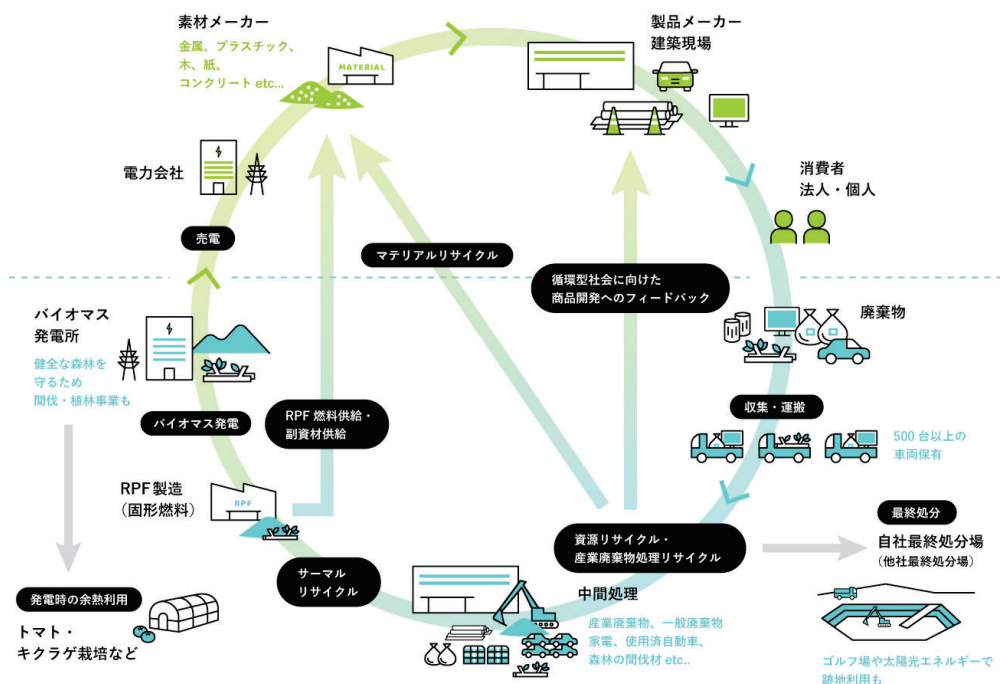 素材メーカー
金属、プラスチック、
木、紙、
コンクリート etc...
MATERIAL
製品メーカー
建築現場
電力会社
消費者
法人・個人
売電
マテリアルリサイクル
循環型社会に向けた
商品開発へのフィードバック
バイオマス
発電所
健全な森林を
守るため
間伐・植林事業も
廃棄物
バイオマス発電
RPF 燃料供給・
副資材供給
収集・運搬
500 台以上の
車両保有
RPF 製造
（固形燃料）
RPF
資源リサイクル・
産業廃棄物処理リサイクル
最終処分
自社最終処分場
（他社最終処分場）
サーマル
リサイクル
中間処理
産業廃棄物、一般廃棄物
家電、使用済自動車、
森林の間伐材 etc..
発電時の余熱利用
トマト・
キクラゲ栽培など
ゴルフ場や太陽光エネルギーで
跡地利用も